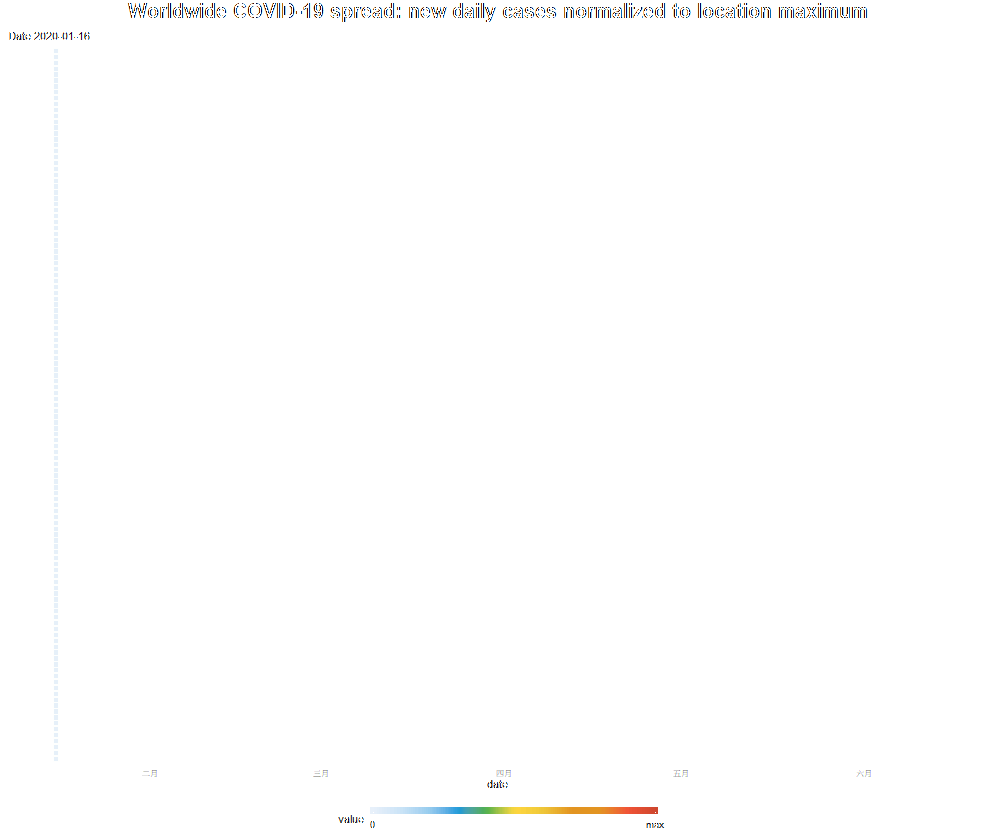 Worldwide COVID-19 spread: new daily cases normalized to location maximum
Date 2020-01-16
二月 三月 四月 五月 六月
date
value
0 max